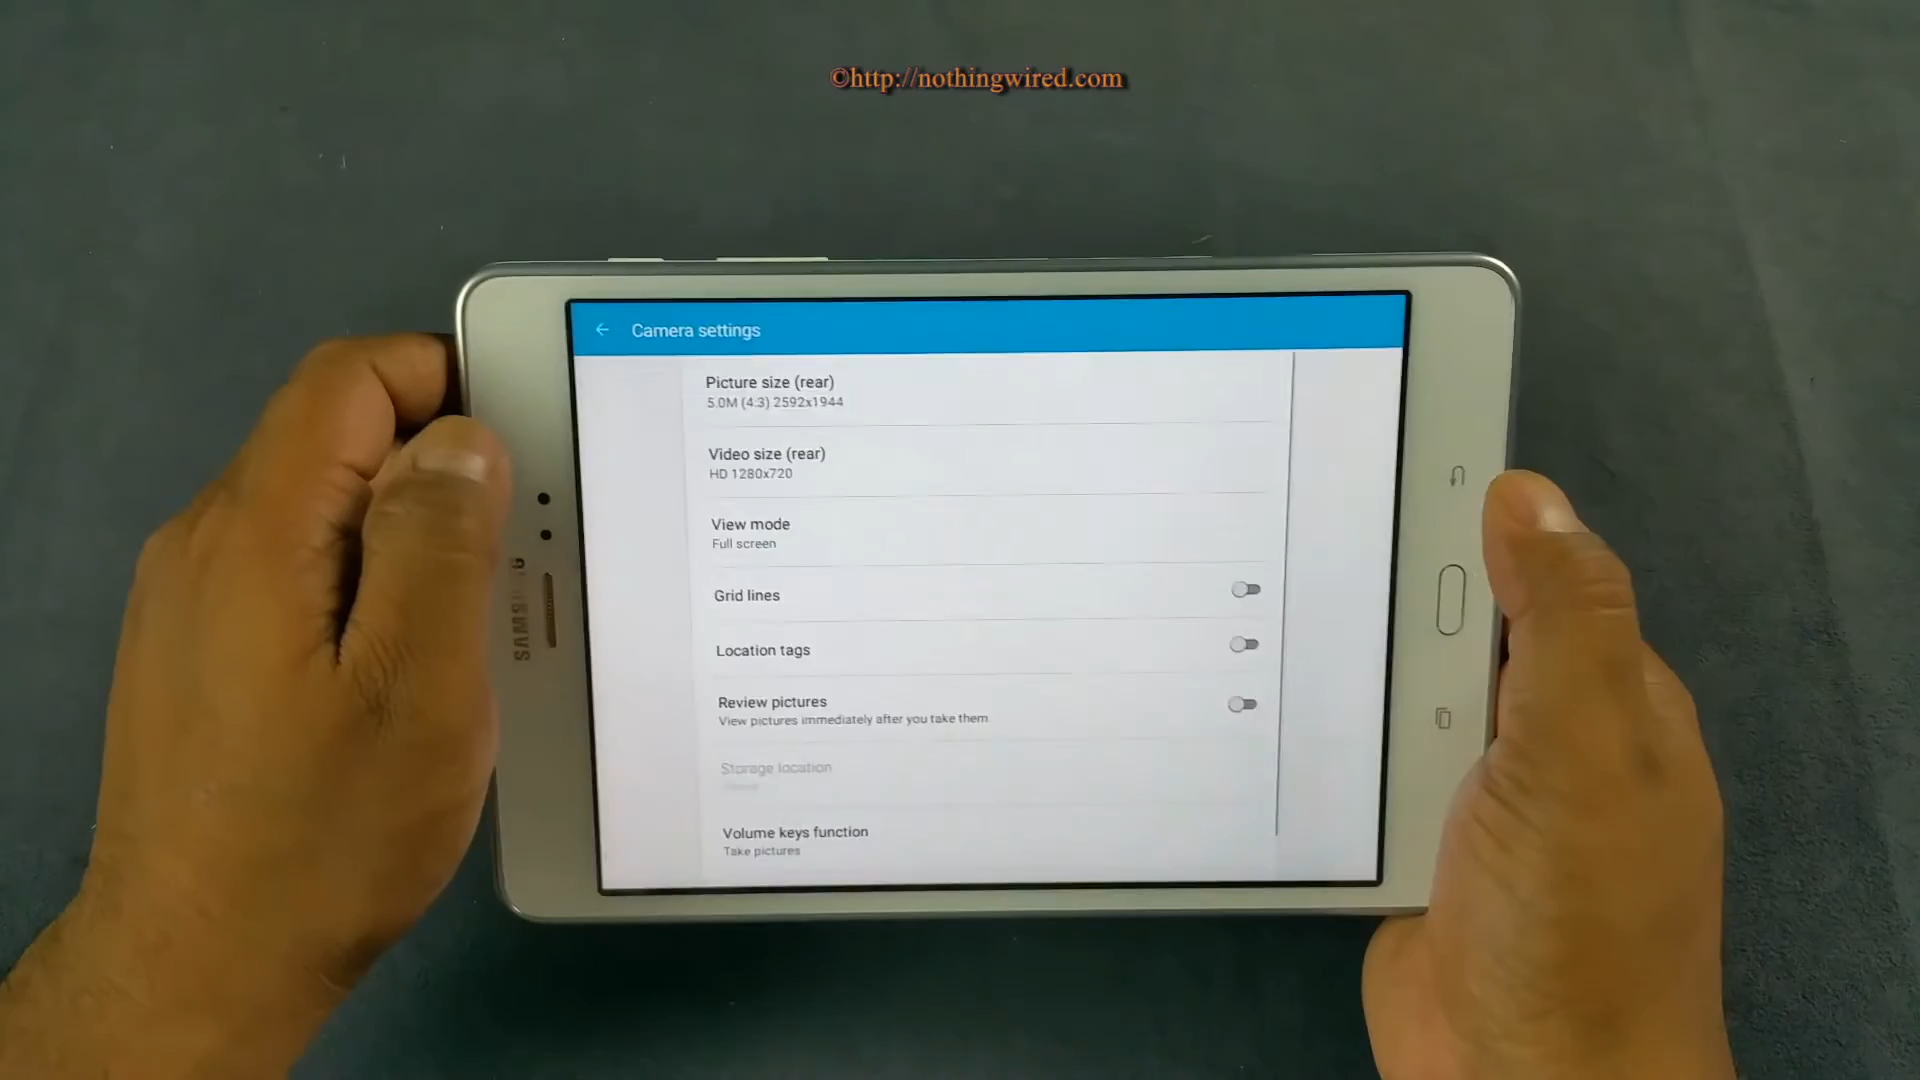 ©http://nothingwired.com
Camera settings
Picture size (rear)
5.0M (4:3) 2592x1944
Video size (rear)
HD 1280x720
View mode
Full screen
Grid lines
Location tags
Review pictures
View pictures immediately after you take them.
Storage location
Volume keys function
Take pictures
SAMSUNG